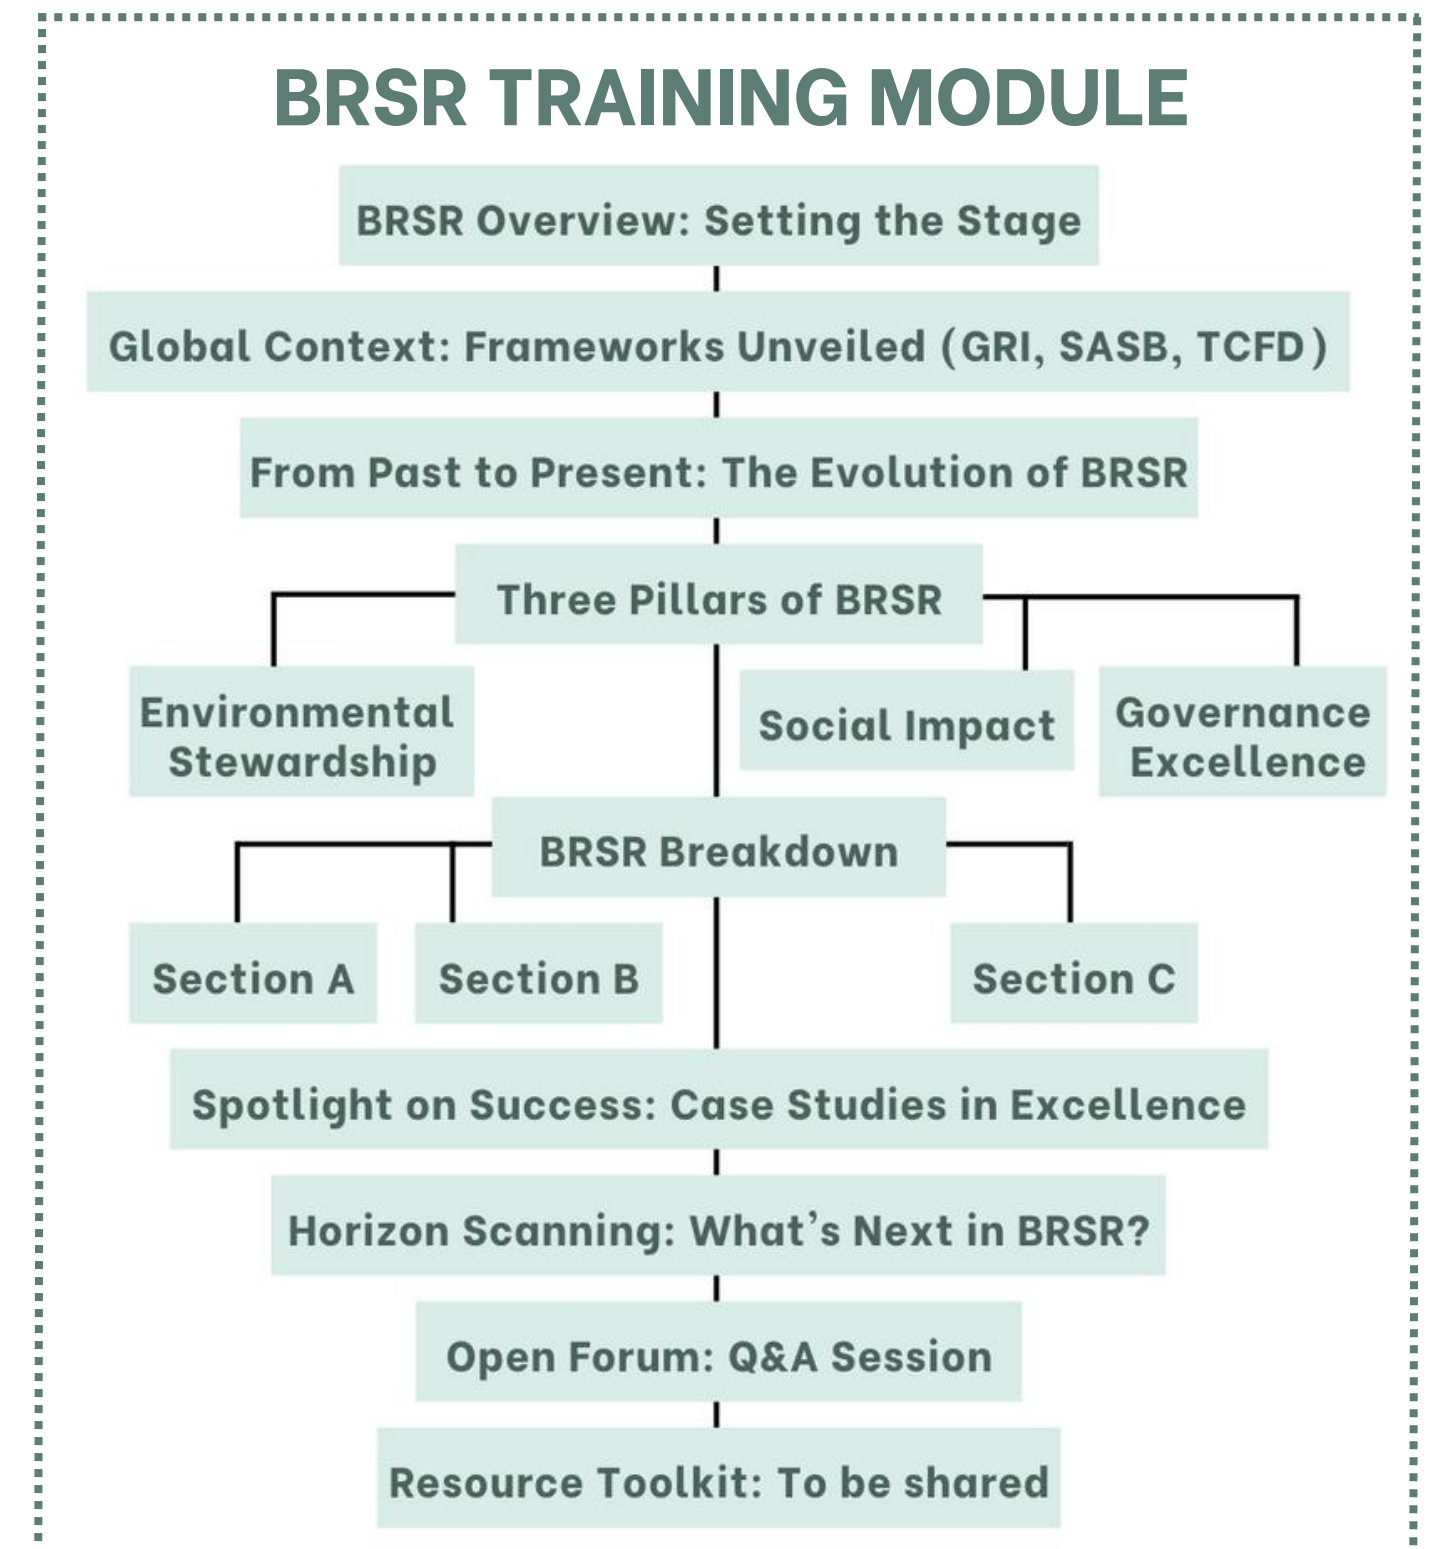 BRSR TRAINING MODULE
BRSR Overview: Setting the Stage
Global Context: Frameworks Unveiled (GRI, SASB, TCFD)
From Past to Present: The Evolution of BRSR
Three Pillars of BRSR
Environmental
Stewardship
Social Impact
Governance
Excellence
BRSR Breakdown
Section A
Section B
Section C
Spotlight on Success: Case Studies in Excellence
Horizon Scanning: What's Next in BRSR?
Open Forum: Q&A Session
Resource Toolkit: To be shared